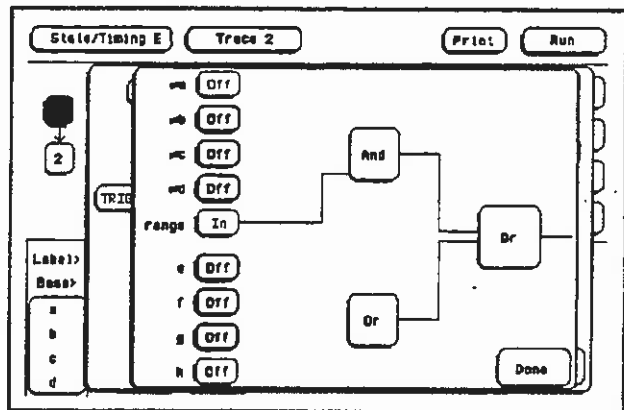 State/Timing E Trace 2 Print Run
≠a Off
≠b Off
≠c Off
≠d Off
And
2
TRIG
range In
Or
Label>
Base>
e Off
a
f Off
Or
b
g Off
c
h Off
d
Done